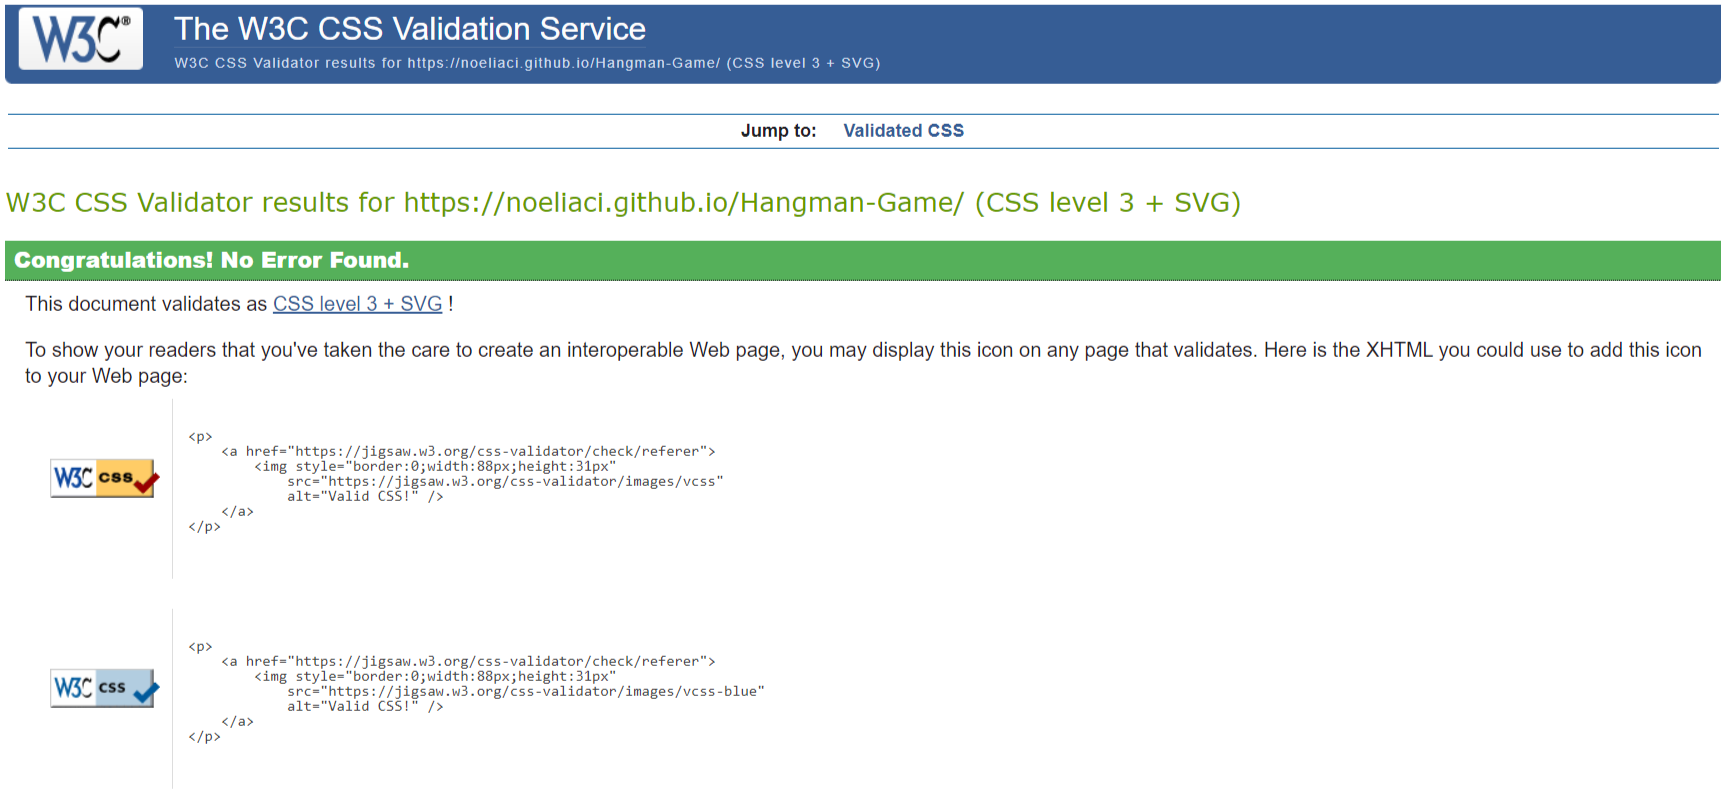 W3C®
The W3C CSS Validation Service
W3C CSS Validator results for https://noeliaci.github.io/Hangman-Game/ (CSS level 3 + SVG)
Jump to: Validated CSS
W3C CSS Validator results for https://noeliaci.github.io/Hangman-Game/ (CSS level 3 + SVG)
Congratulations! No Error Found.
This document validates as CSS level 3 + SVG !
To show your readers that you've taken the care to create an interoperable Web page, you may display this icon on any page that validates. Here is the XHTML you could use to add this icon
to your Web page:
W3C css
<p>
    <a href="https://jigsaw.w3.org/css-validator/check/referer">
        <img style="border:0;width:88px;height:31px"
            src="https://jigsaw.w3.org/css-validator/images/vcss"
            alt="Valid CSS!" />
    </a>
</p>
W3C css
<p>
    <a href="https://jigsaw.w3.org/css-validator/check/referer">
        <img style="border:0;width:88px;height:31px"
            src="https://jigsaw.w3.org/css-validator/images/vcss-blue"
            alt="Valid CSS!" />
    </a>
</p>